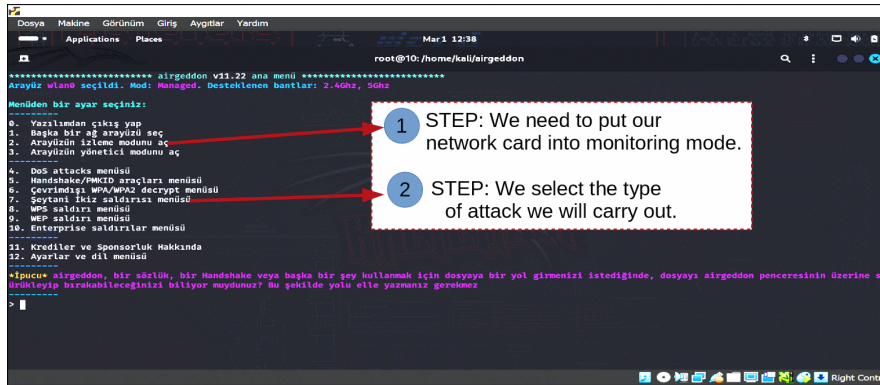 Dosya Makine Görünüm Giriş Aygıtlar Yardım
Applications Places
Mar 1 12:38
root@10: /home/kali/airgeddon
*************************** airgeddon v11.22 ana menü ***************************
Arayüz wlan0 seçildi. Mod: Managed. Desteklenen bantlar: 2.4Ghz, 5Ghz
Menüden bir ayar seçiniz:
---------
0. Yazılımdan çıkış yap
1. Başka bir ağ arayüzü seç
2. Arayüzün izleme modunu aç
3. Arayüzün yönetici modunu aç
---------
4. DoS attacks menüsü
5. Handshake/PMKID araçları menüsü
6. Çevrimdışı WPA/WPA2 decrypt menüsü
7. Şeytani İkiz saldırısı menüsü
8. WPS saldırı menüsü
9. WEP saldırı menüsü
10. Enterprise saldırılar menüsü
---------
11. Krediler ve Sponsorluk Hakkında
12. Ayarlar ve dil menüsü
---------
1 STEP: We need to put our
network card into monitoring mode.
2 STEP: We select the type
of attack we will carry out.
*İpucu* airgeddon, bir sözlük, bir Handshake veya başka bir şey kullanmak için dosyaya bir yol girmenizi istediğinde, dosyayı airgeddon penceresinin üzerine s
ürükleyip bırakabileceğinizi biliyor muydunuz? Bu şekilde yolu elle yazmanız gerekmez
---------
>
Right Contr